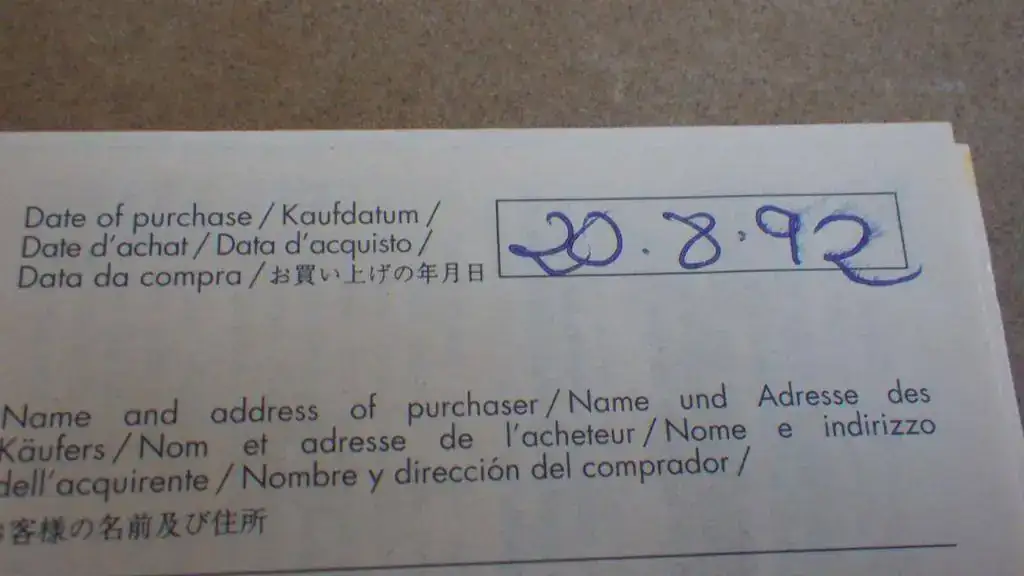 Date of purchase / Kaufdatum /
Date d'achat / Data d'acquisto /
Data da compra / お買い上げの年月日
20.8.92
Name and address of purchaser / Name und Adresse des
Käufers / Nom et adresse de l'acheteur / Nome e indirizzo
dell'acquirente / Nombre y dirección del comprador /
お客様の名前及び住所